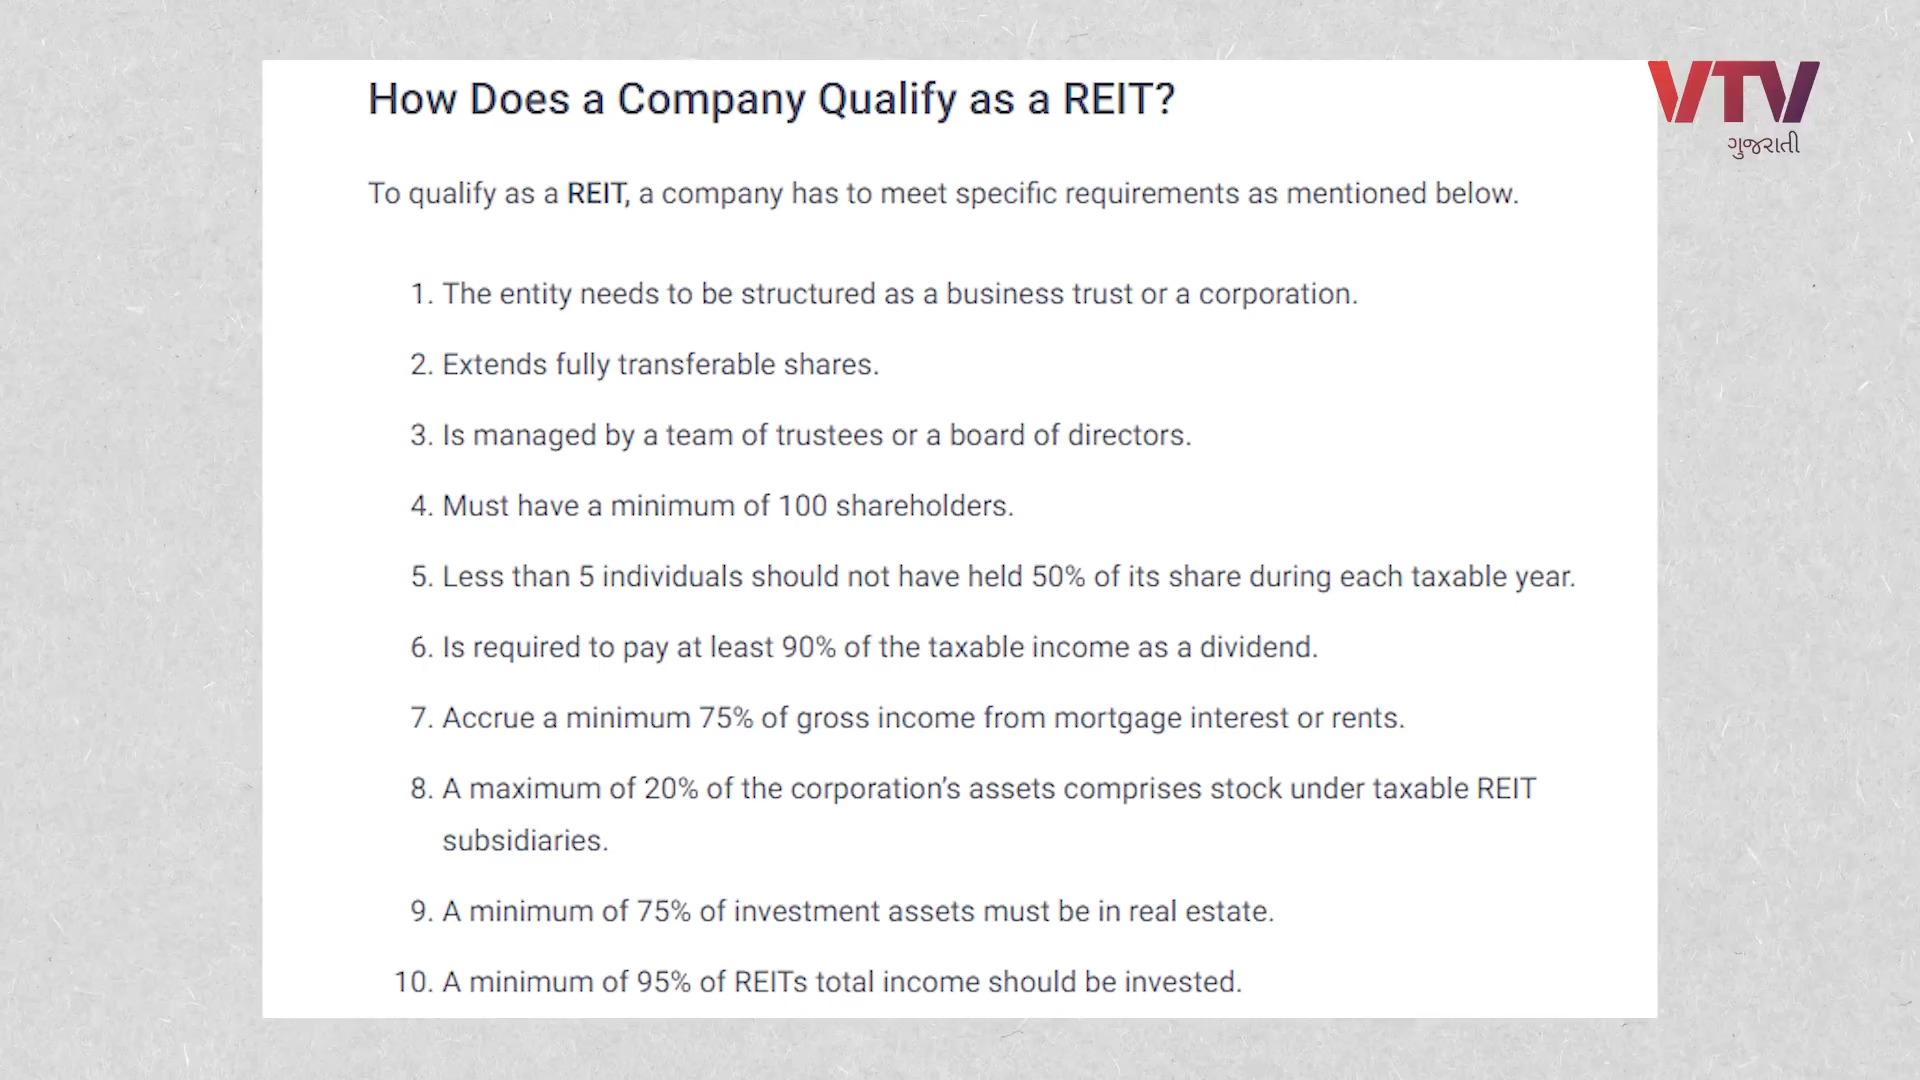 How Does a Company Qualify as a REIT?
VTV
ગુજરાતી
To qualify as a REIT, a company has to meet specific requirements as mentioned below.
1. The entity needs to be structured as a business trust or a corporation.
2. Extends fully transferable shares.
3. Is managed by a team of trustees or a board of directors.
4. Must have a minimum of 100 shareholders.
5. Less than 5 individuals should not have held 50% of its share during each taxable year.
6. Is required to pay at least 90% of the taxable income as a dividend.
7. Accrue a minimum 75% of gross income from mortgage interest or rents.
8. A maximum of 20% of the corporation’s assets comprises stock under taxable REIT
subsidiaries.
9. A minimum of 75% of investment assets must be in real estate.
10. A minimum of 95% of REITs total income should be invested.